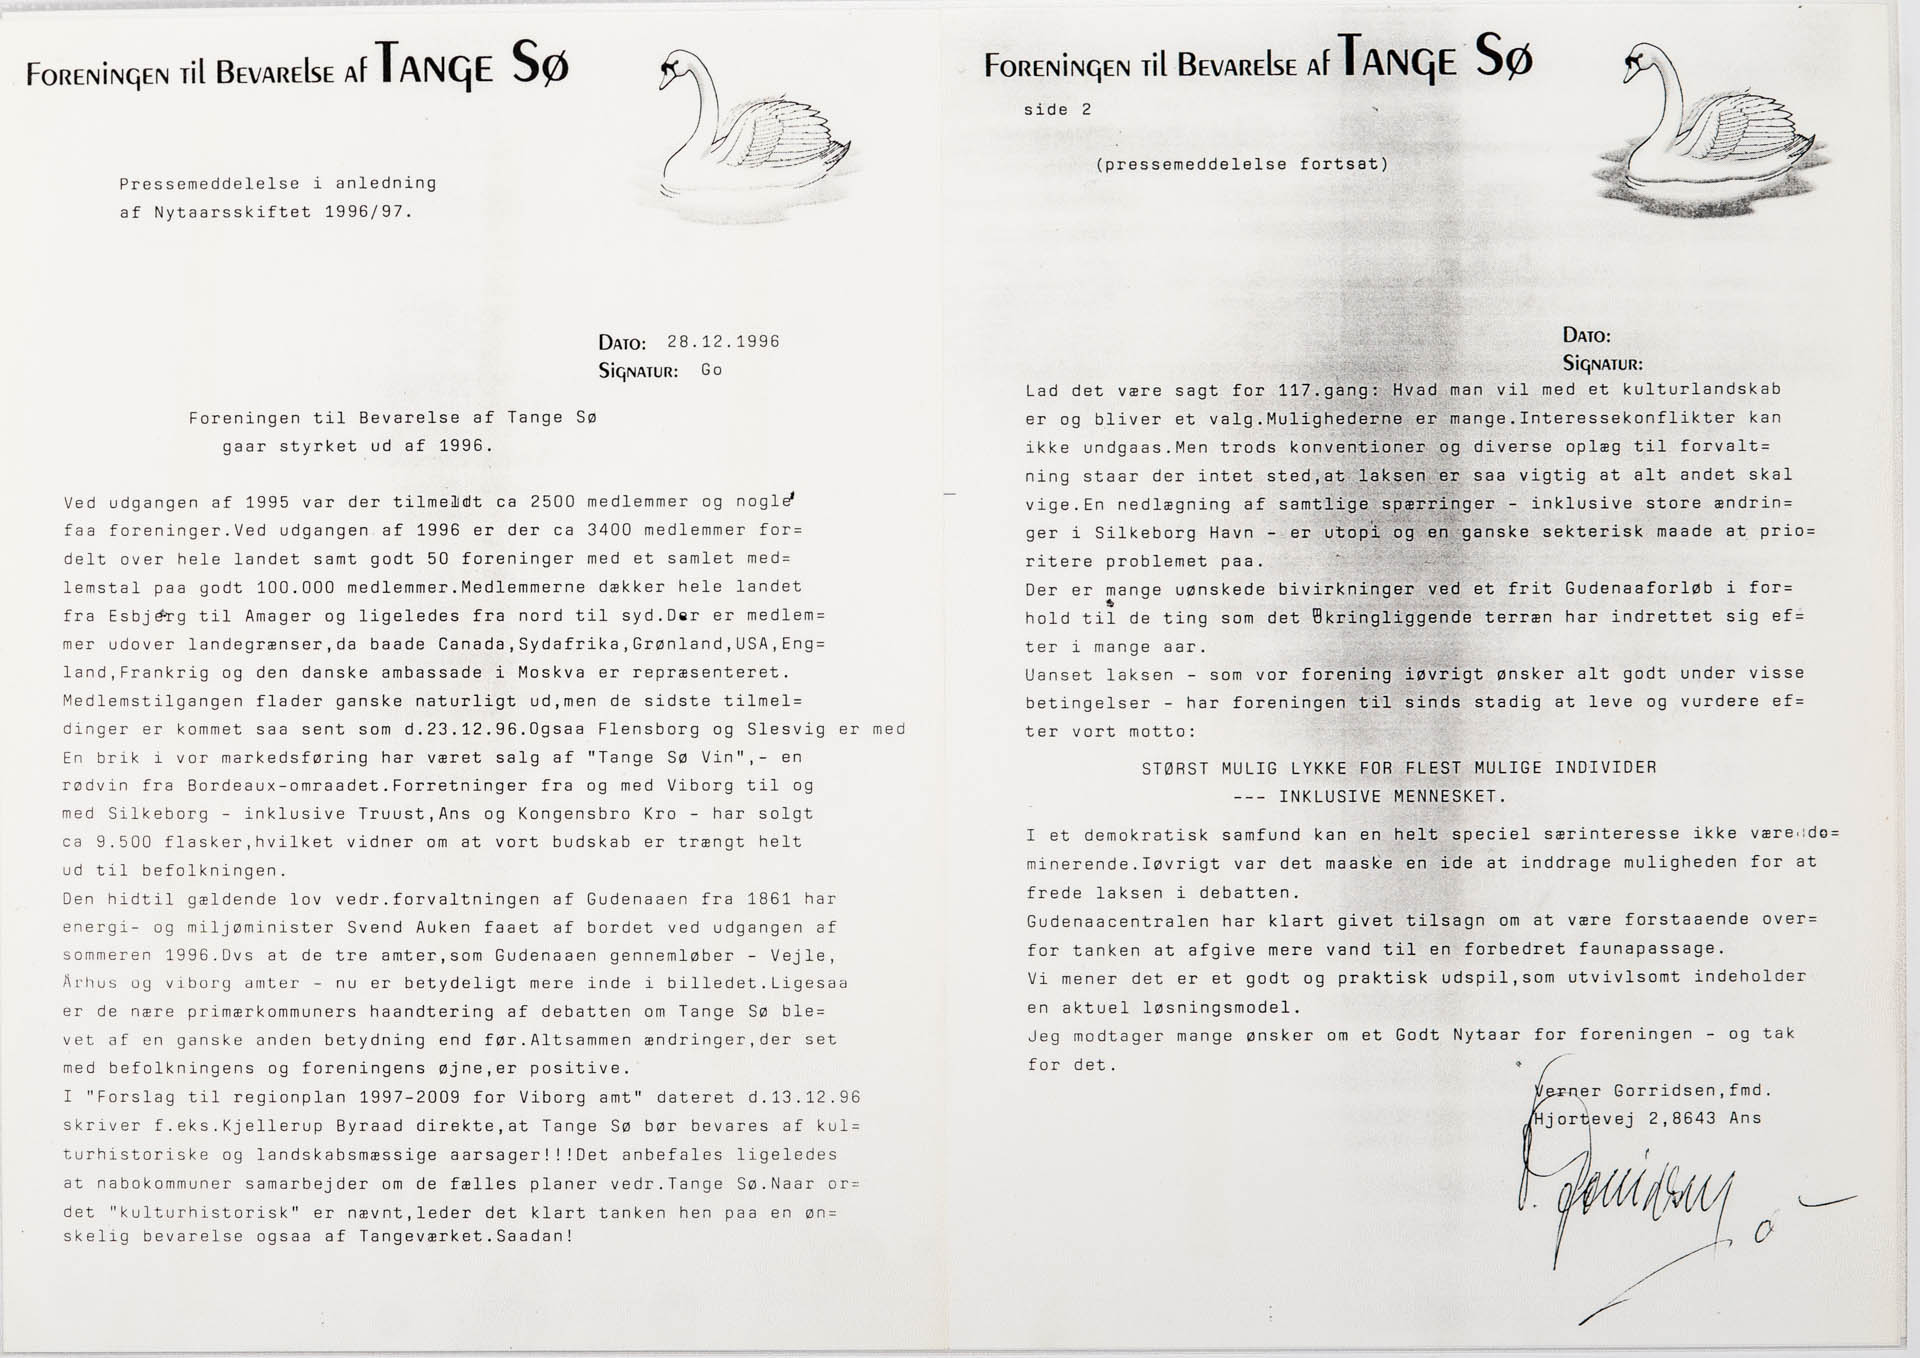 Foreningen til Bevarelse af Tange Sø
Pressemeddelelse i anledning
af Nytaarsskiftet 1996/97.
Dato: 28.12.1996
Signatur: Go
Foreningen til Bevarelse af Tange Sø
gaar styrket ud af 1996.
Ved udgangen af 1995 var der tilmeldt ca 2500 medlemmer og nogle
faa foreninger.Ved udgangen af 1996 er der ca 3400 medlemmer for=
delt over hele landet samt godt 50 foreninger med et samlet med=
lemstal paa godt 100.000 medlemmer.Medlemmerne dækker hele landet
fra Esbjerg til Amager og ligeledes fra nord til syd.Der er medlem=
mer udover landegrænser,da baade Canada,Sydafrika,Grønland,USA,Eng=
land,Frankrig og den danske ambassade i Moskva er repræsenteret.
Medlemstilgangen flader ganske naturligt ud,men de sidste tilmel=
dinger er kommet saa sent som d.23.12.96.Ogsaa Flensborg og Slesvig er med
En brik i vor markedsføring har været salg af "Tange Sø Vin",- en
rødvin fra Bordeaux-omraadet.Forretninger fra og med Viborg til og
med Silkeborg - inklusive Truust,Ans og Kongensbro Kro - har solgt
ca 9.500 flasker,hvilket vidner om at vort budskab er trængt helt
ud til befolkningen.
Den hidtil gældende lov vedr.forvaltningen af Gudenaaen fra 1861 har
energi- og miljøminister Svend Auken faaet af bordet ved udgangen af
sommeren 1996.Dvs at de tre amter,som Gudenaaen gennemløber - Vejle,
Århus og viborg amter - nu er betydeligt mere inde i billedet.Ligesaa
er de nære primærkommuners haandtering af debatten om Tange Sø ble=
vet af en ganske anden betydning end før.Altsammen ændringer,der set
med befolkningens og foreningens øjne,er positive.
I "Forslag til regionplan 1997-2009 for Viborg amt" dateret d.13.12.96
skriver f.eks.Kjellerup Byraad direkte,at Tange Sø bør bevares af kul=
turhistoriske og landskabsmæssige aarsager!!!Det anbefales ligeledes
at nabokommuner samarbejder om de fælles planer vedr.Tange Sø.Naar or=
det "kulturhistorisk" er nævnt,leder det klart tanken hen paa en øn=
skelig bevarelse ogsaa af Tangeværket.Saadan!
Foreningen til Bevarelse af Tange Sø
side 2
(pressemeddelelse fortsat)
Dato:
Signatur:
Lad det være sagt for 117.gang: Hvad man vil med et kulturlandskab
er og bliver et valg.Mulighederne er mange.Interessekonflikter kan
ikke undgaas.Men trods konventioner og diverse oplæg til forvalt=
ning staar der intet sted,at laksen er saa vigtig at alt andet skal
vige.En nedlægning af samtlige spærringer - inklusive store ændrin=
ger i Silkeborg Havn - er utopi og en ganske sekterisk maade at prio=
ritere problemet paa.
Der er mange uønskede bivirkninger ved et frit Gudenaaforløb i for=
hold til de ting som det okringliggende terræn har indrettet sig ef=
ter i mange aar.
Uanset laksen - som vor forening iøvrigt ønsker alt godt under visse
betingelser - har foreningen til sinds stadig at leve og vurdere ef=
ter vort motto:
STØRST MULIG LYKKE FOR FLEST MULIGE INDIVIDER
--- INKLUSIVE MENNESKET.
I et demokratisk samfund kan en helt speciel særinteresse ikke være do=
minerende.Iøvrigt var det maaske en ide at inddrage muligheden for at
frede laksen i debatten.
Gudenaacentralen har klart givet tilsagn om at være forstaaende over=
for tanken at afgive mere vand til en forbedret faunapassage.
Vi mener det er et godt og praktisk udspil,som utvivlsomt indeholder
en aktuel løsningsmodel.
Jeg modtager mange ønsker om et Godt Nytaar for foreningen - og tak
for det.
Verner Gorridsen,fmd.
Hjortevej 2,8643 Ans